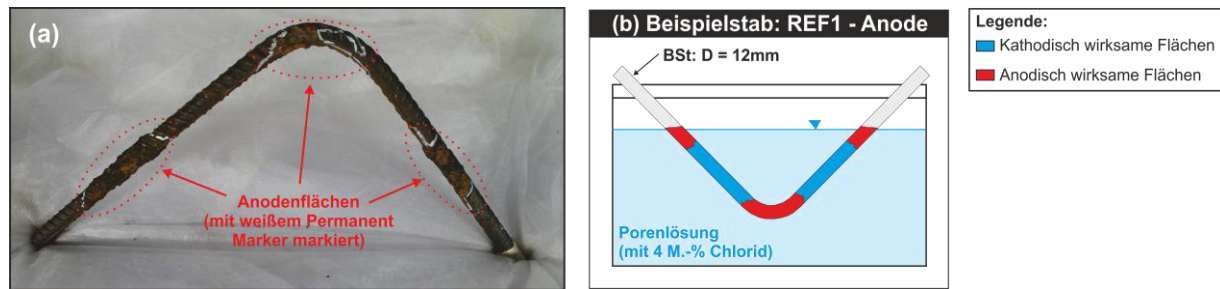 (a)
Anodenflächen
(mit weißem Permanent
Marker markiert)
(b) Beispielstab: REF1 - Anode
BSt: D = 12mm
Porenlösung
(mit 4 M.-% Chlorid)
Legende:
Kathodisch wirksame Flächen
Anodisch wirksame Flächen